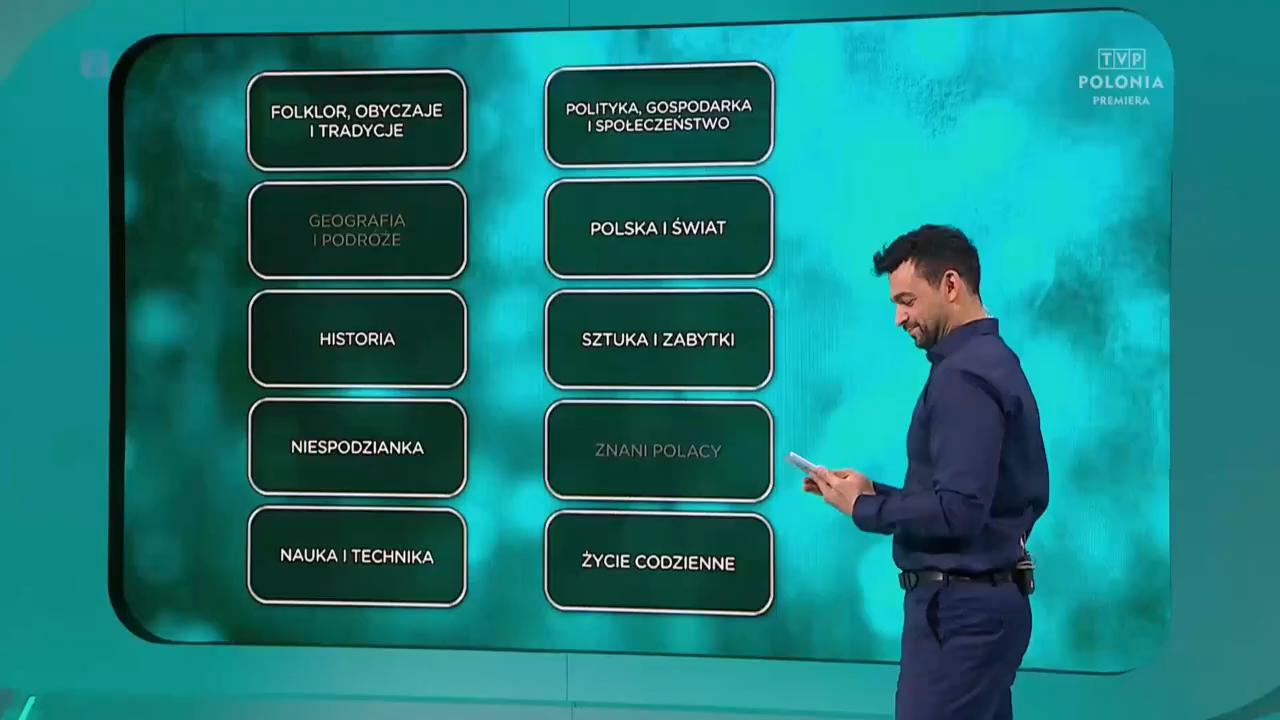 FOLKLOR, OBYCZAJE
I TRADYCJE
GEOGRAFIA
I PODRÓŻE
HISTORIA
NIESPODZIANKA
NAUKA I TECHNIKA
POLITYKA, GOSPODARKA
I SPOŁECZEŃSTWO
POLSKA I ŚWIAT
SZTUKA I ZABYTKI
ZNANI POLACY
ŻYCIE CODZIENNE
TVP
POLONIA
PREMIERA